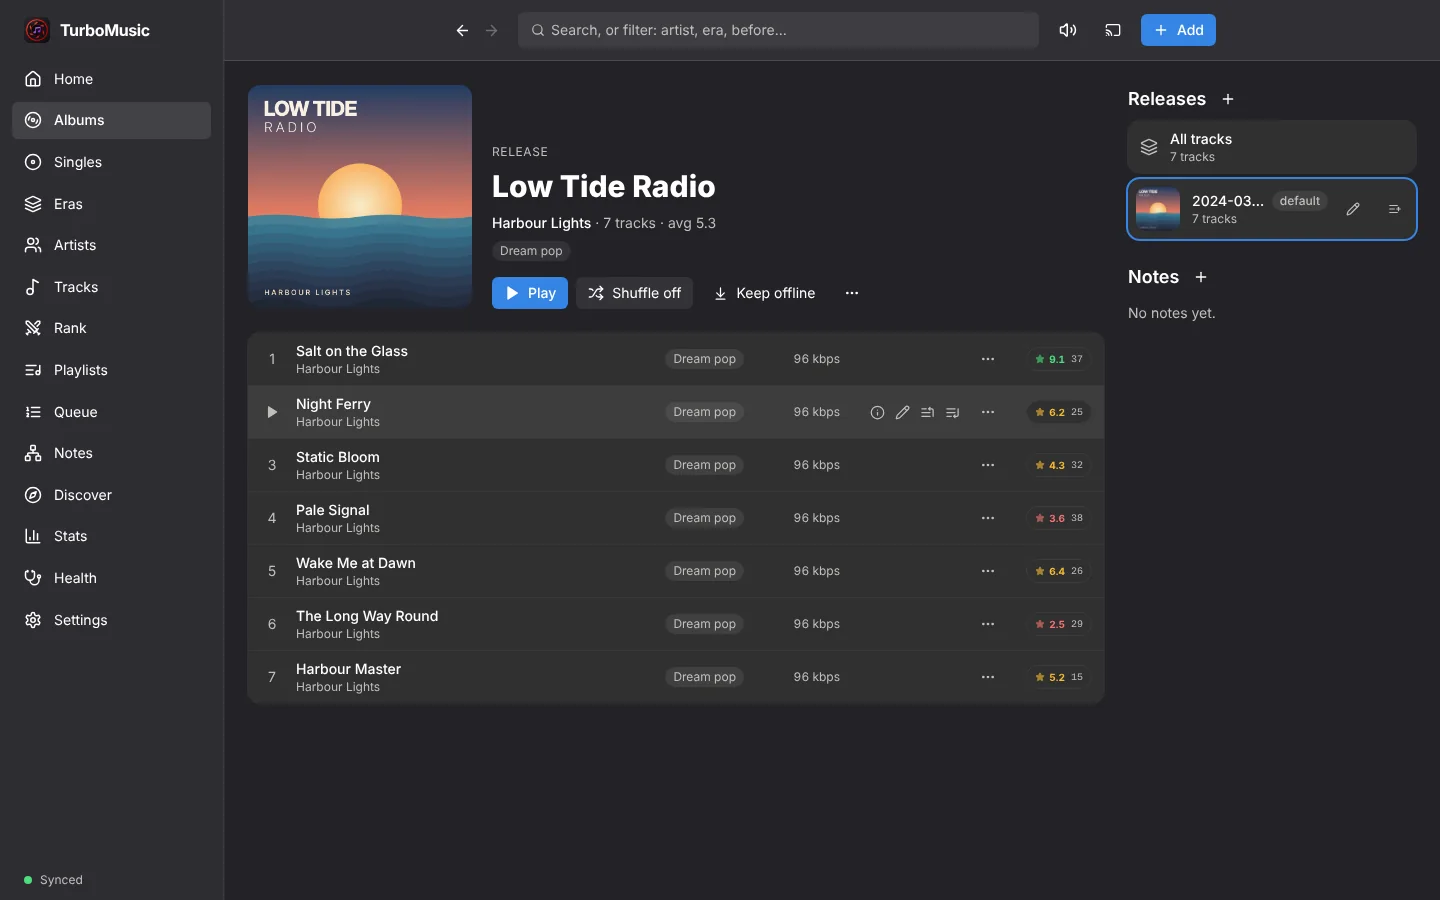 TurboMusic
Search, or filter: artist, era, before...
Add
Home
Albums
Singles
Eras
Artists
Tracks
Rank
Playlists
Queue
Notes
Discover
Stats
Health
Settings
Synced
LOW TIDE
RADIO
HARBOUR LIGHTS
RELEASE
Low Tide Radio
Harbour Lights · 7 tracks · avg 5.3
Dream pop
Play
Shuffle off
Keep offline
1 Salt on the Glass Dream pop 96 kbps 9.1 37
Harbour Lights
Night Ferry Dream pop 96 kbps 6.2 25
Harbour Lights
3 Static Bloom Dream pop 96 kbps 4.3 32
Harbour Lights
4 Pale Signal Dream pop 96 kbps 3.6 38
Harbour Lights
5 Wake Me at Dawn Dream pop 96 kbps 6.4 26
Harbour Lights
6 The Long Way Round Dream pop 96 kbps 2.5 29
Harbour Lights
7 Harbour Master Dream pop 96 kbps 5.2 15
Harbour Lights
Releases
All tracks
7 tracks
LOW TIDE
2024-03... default
7 tracks
Notes
No notes yet.